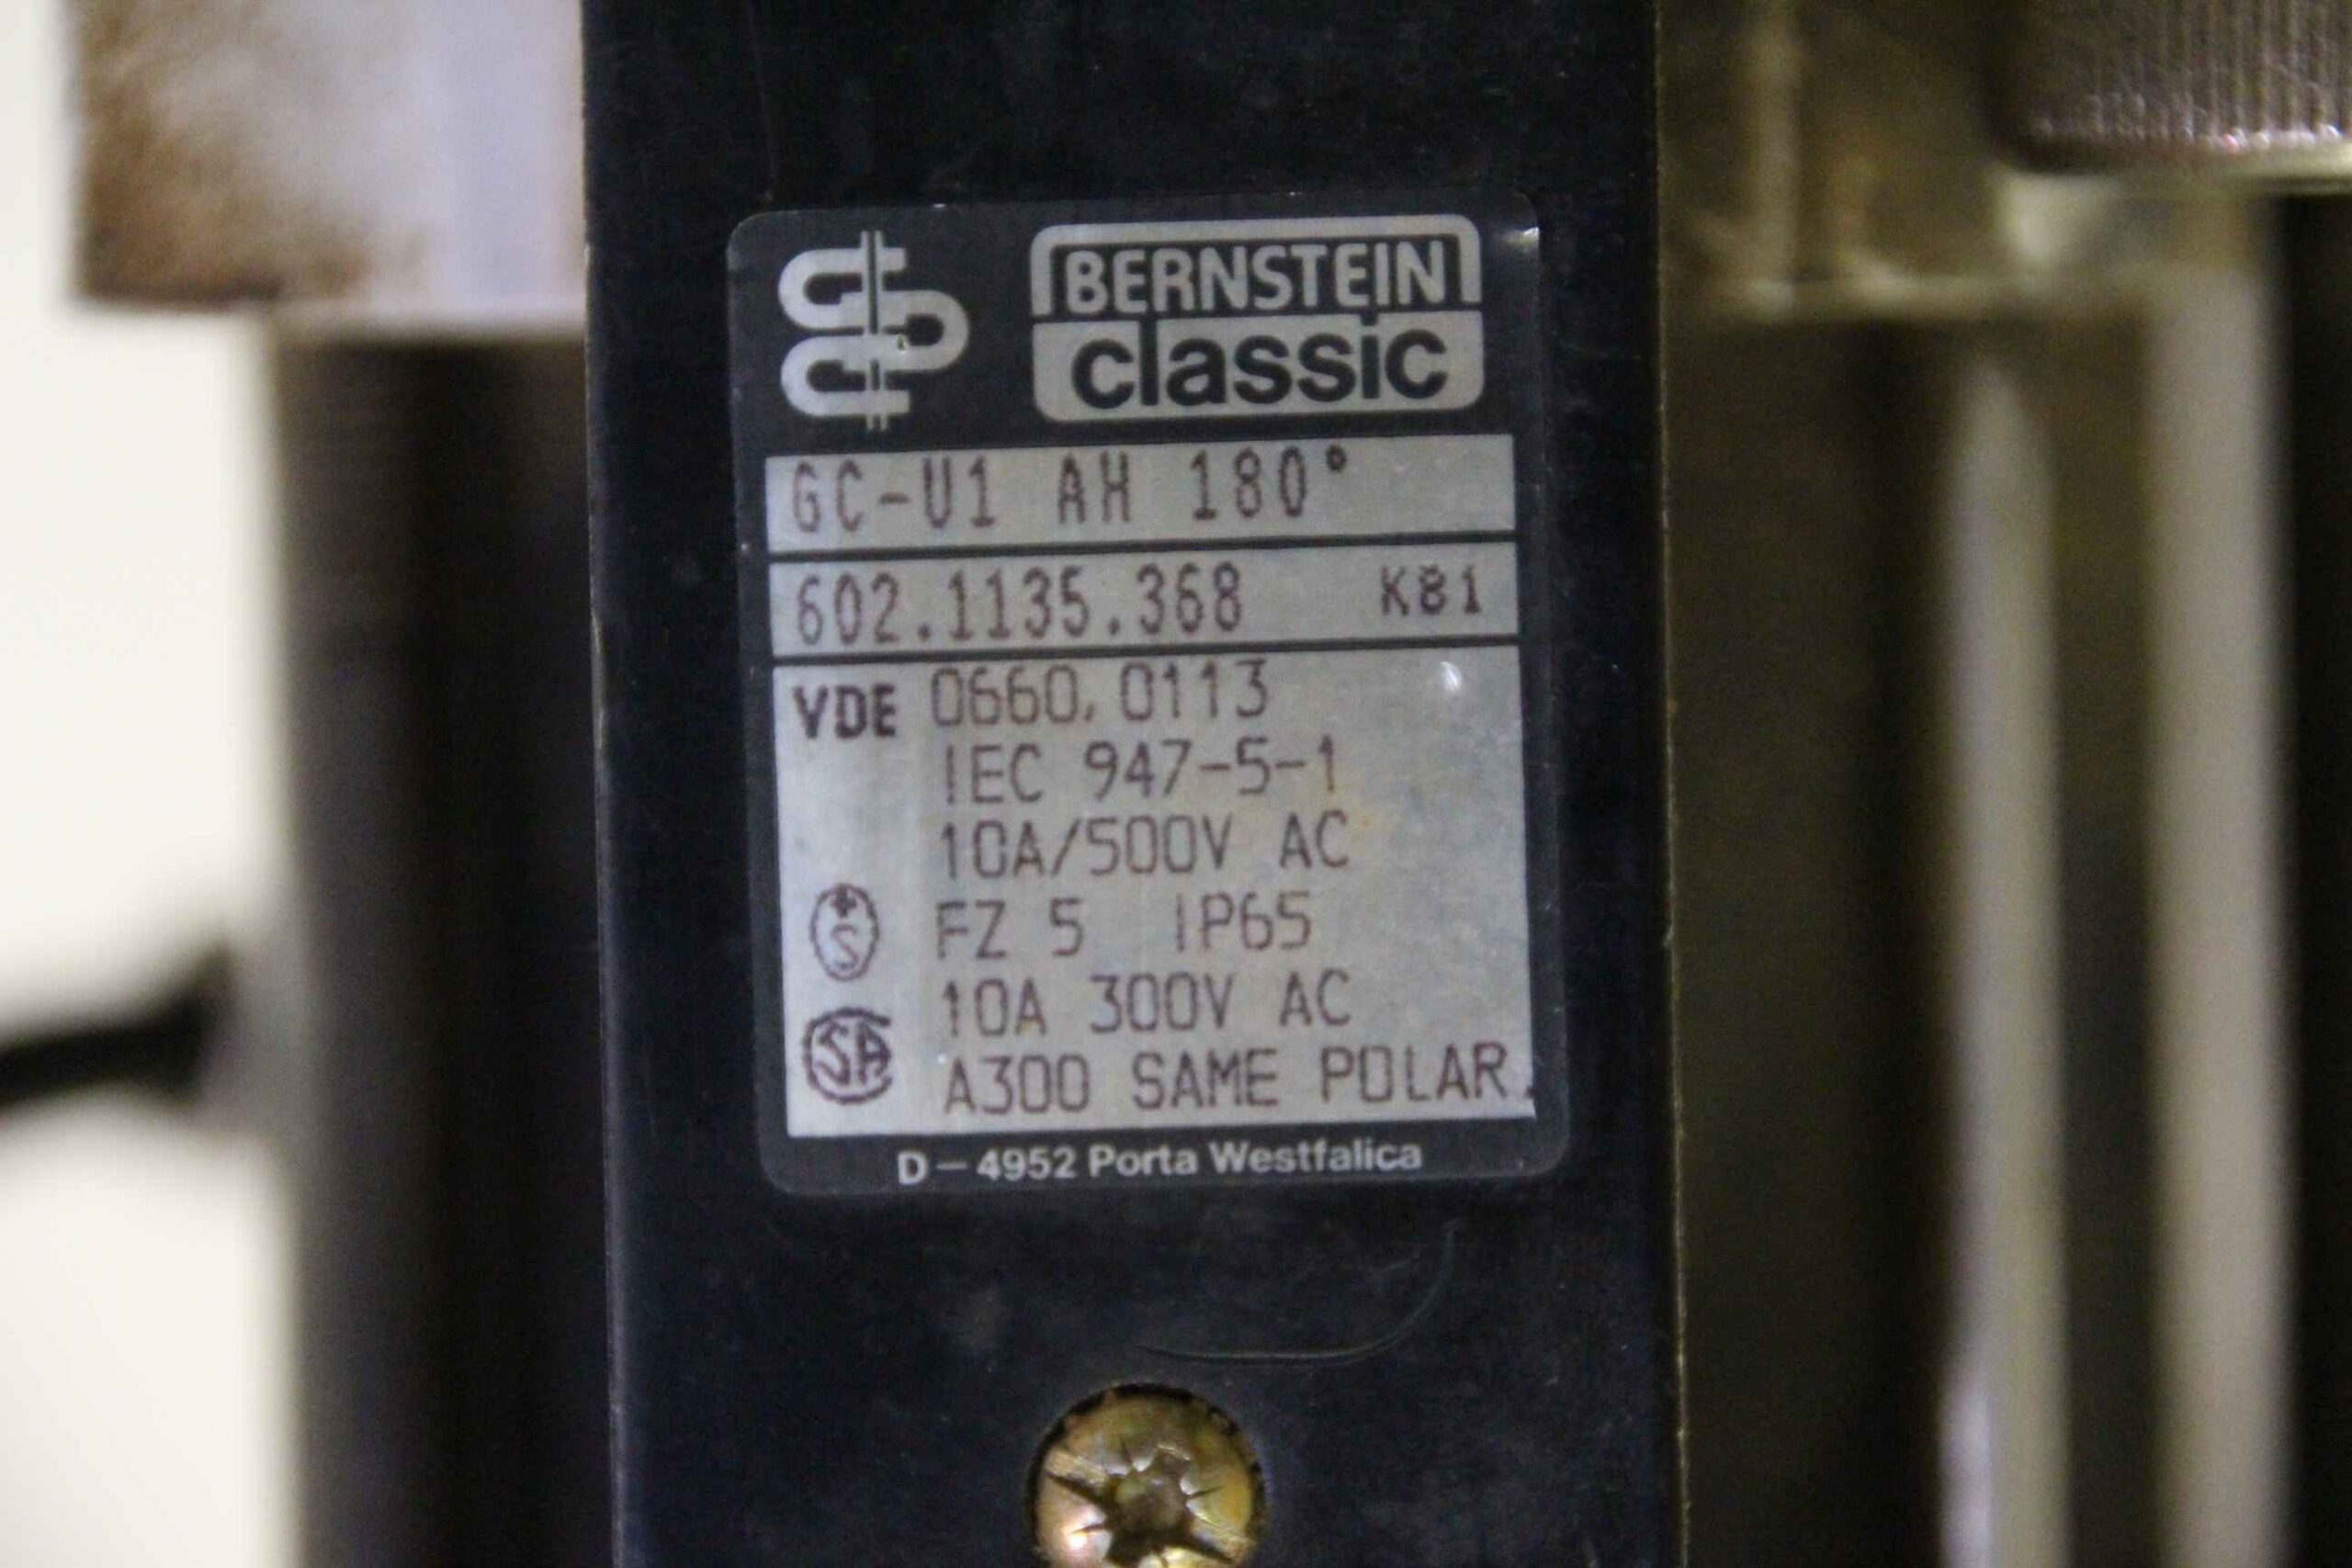 BERNSTEIN
classic
GC-U1 AH 180°
602.1135.368 K81
VDE 0660, 0113
IEC 947-5-1
10A/500V AC
S FZ 5 IP65
10A 300V AC
SA A300 SAME POLAR.
D-4952 Porta Westfalica